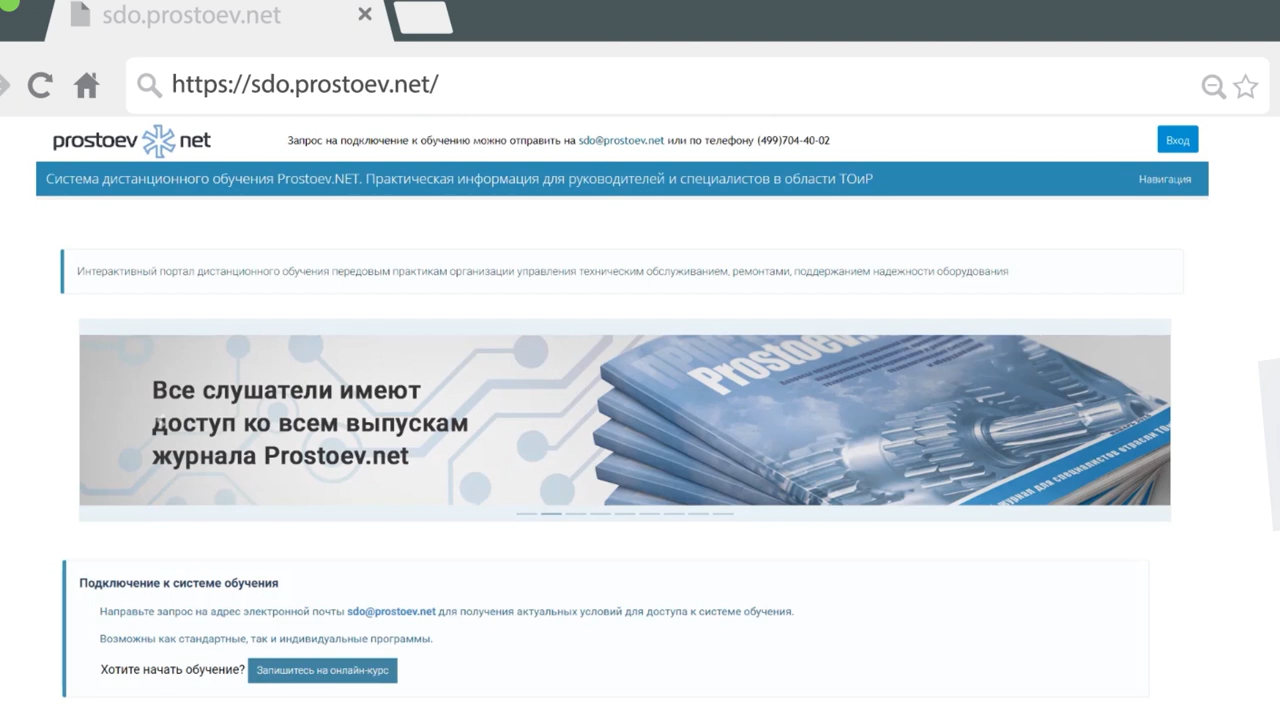 sdo.prostoev.net
https://sdo.prostoev.net/
prostoev net
Запрос на подключение к обучению можно отправить на sdo@prostoev.net или по телефону (499)704-40-02
Вход
Система дистанционного обучения Prostoev.NET. Практическая информация для руководителей и специалистов в области ТОиР
Навигация
Интерактивный портал дистанционного обучения передовым практикам организации управления техническим обслуживанием, ремонтами, поддержанием надежности оборудования
Все слушатели имеют
доступ ко всем выпускам
журнала Prostoev.net
Prostoev.
журнал для специалистов отрасли
Подключение к системе обучения
Направьте запрос на адрес электронной почты sdo@prostoev.net для получения актуальных условий для доступа к системе обучения.
Возможны как стандартные, так и индивидуальные программы.
Хотите начать обучение? Запишитесь на онлайн-курс